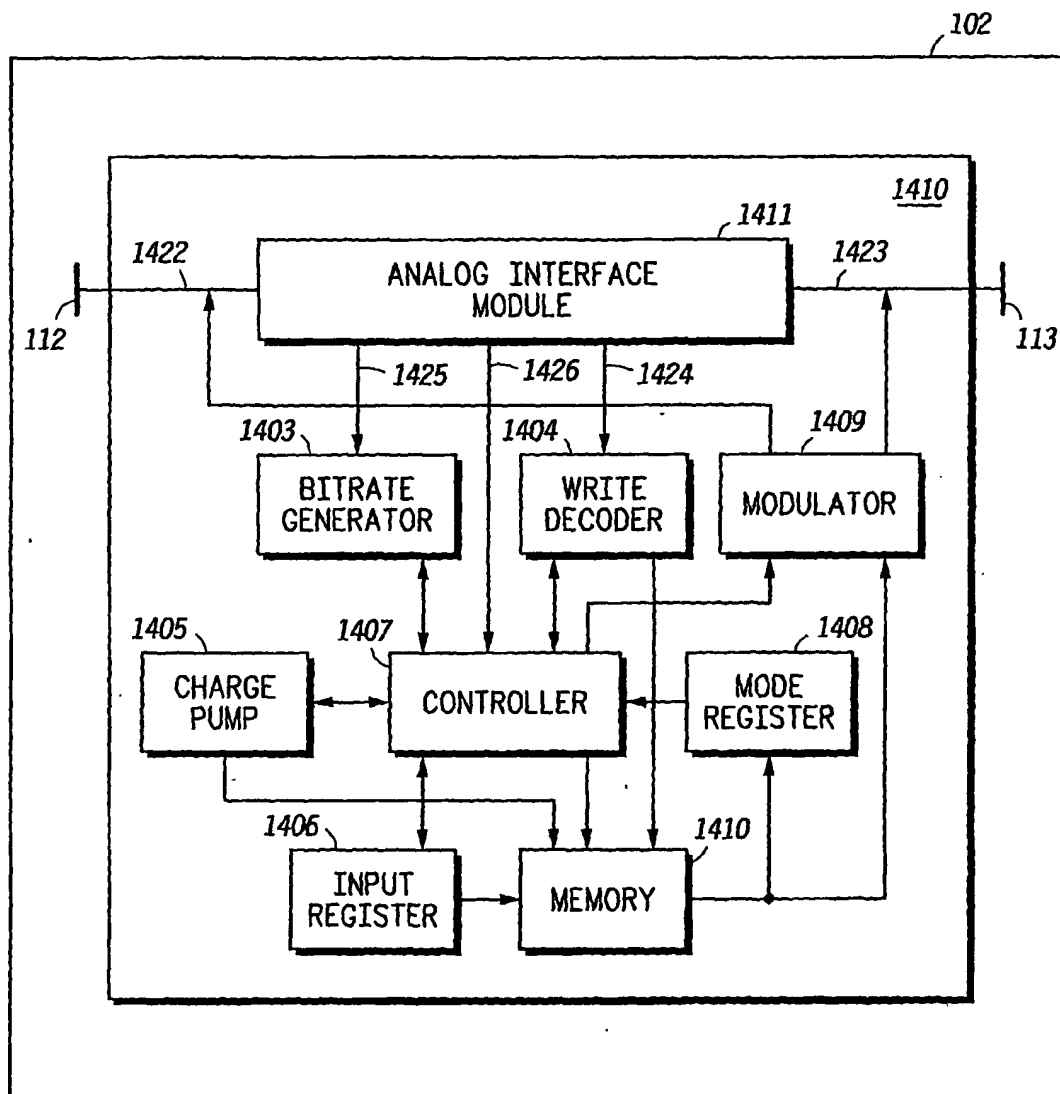 102
1410
1411
1422
ANALOG INTERFACE
MODULE
1423
112
113
1425
1426
1424
1403
1404
1409
BITRATE
GENERATOR
WRITE
DECODER
MODULATOR
1405
1407
1408
CHARGE
PUMP
CONTROLLER
MODE
REGISTER
1406
1410
INPUT
REGISTER
MEMORY